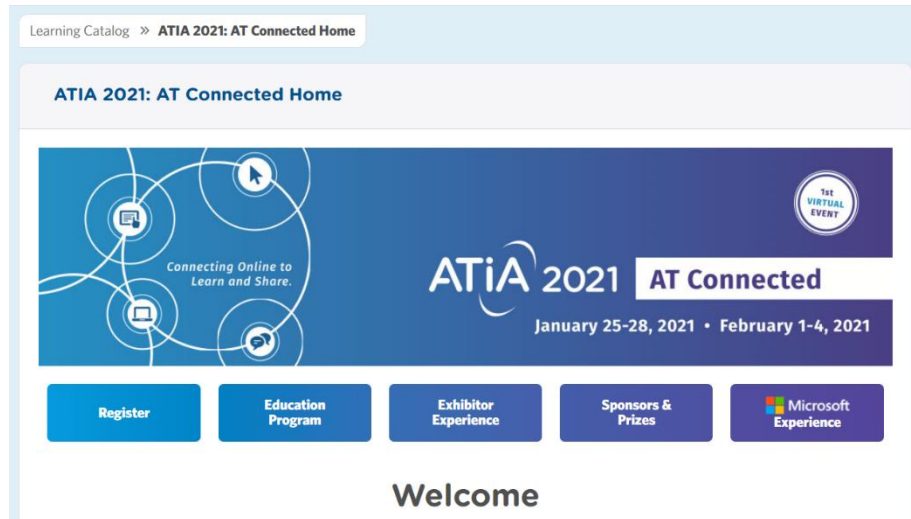 Learning Catalog » ATIA 2021: AT Connected Home
ATIA 2021: AT Connected Home
Connecting Online to
Learn and Share.
1st
VIRTUAL
EVENT
ATiA 2021 AT Connected
January 25-28, 2021 • February 1-4, 2021
Register
Education
Program
Exhibitor
Experience
Sponsors &
Prizes
Microsoft
Experience
Welcome